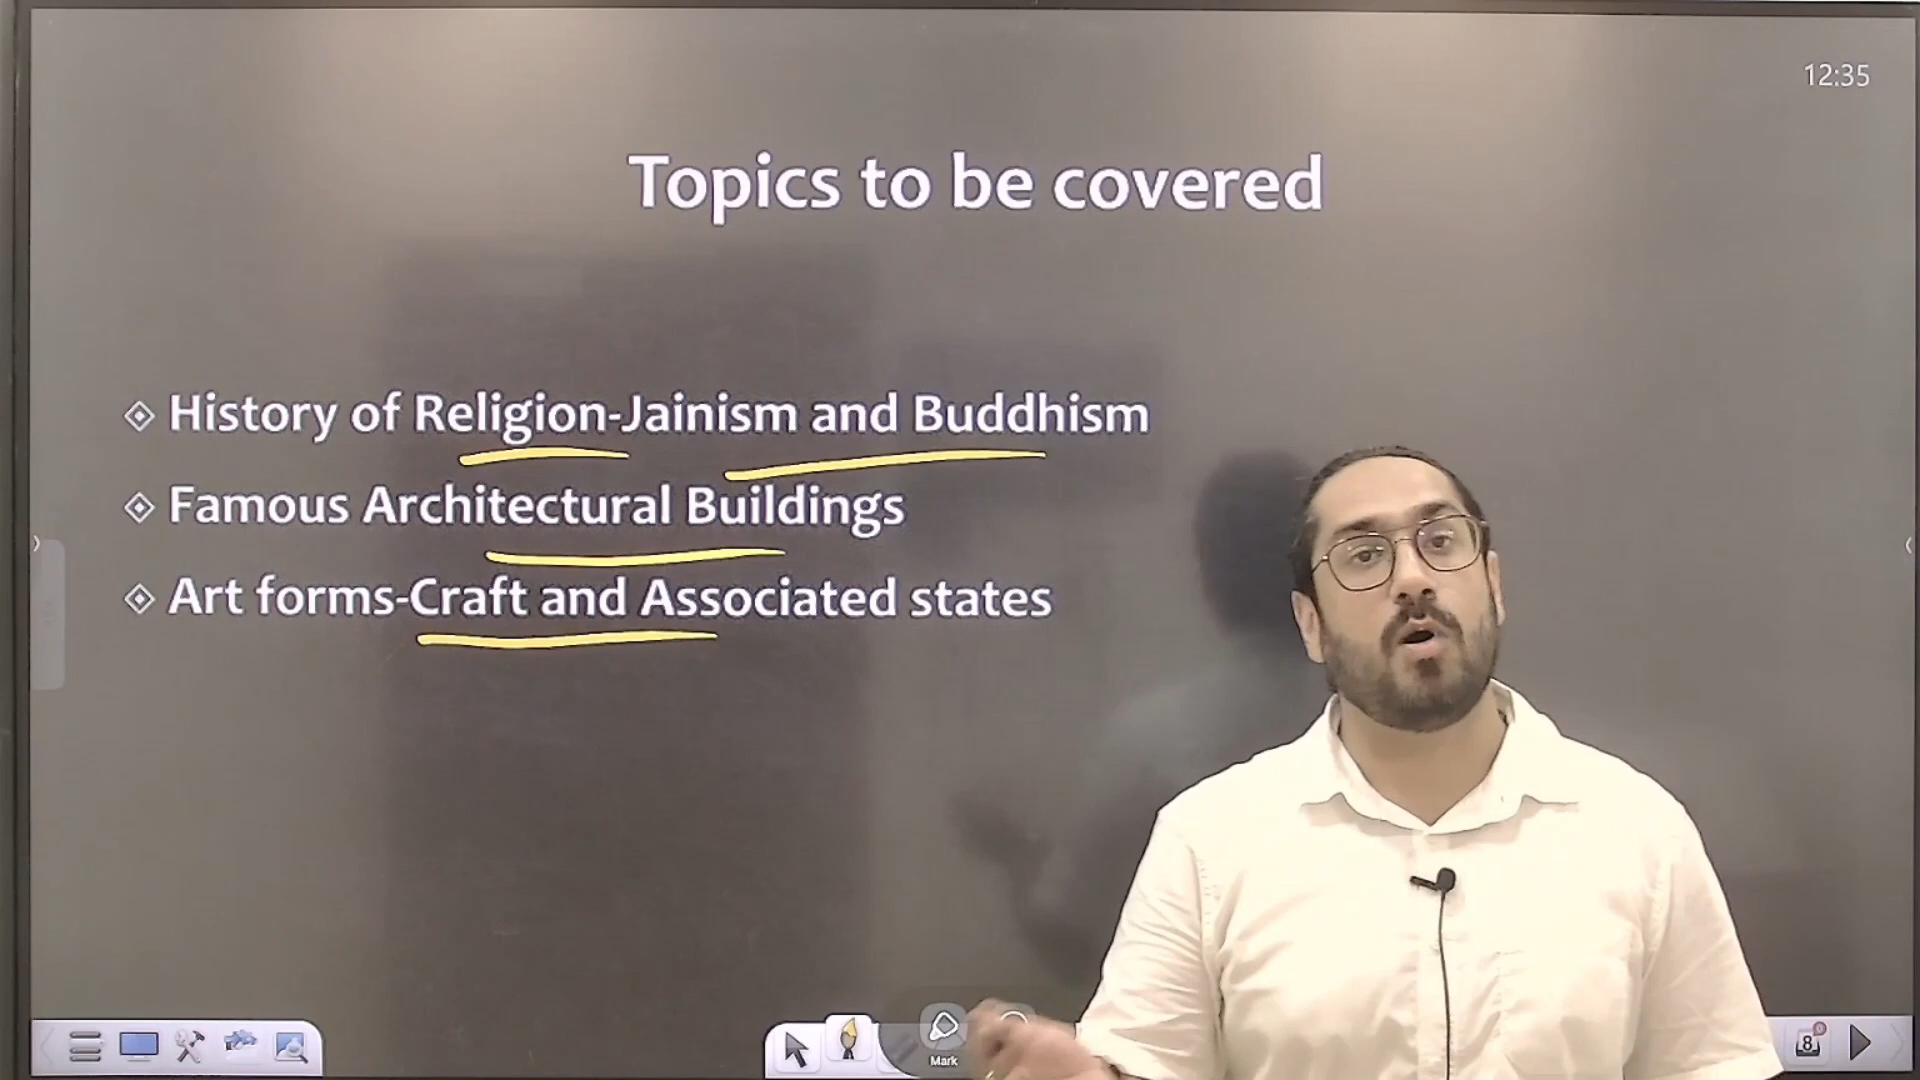 12:35
Topics to be covered
History of Religion-Jainism and Buddhism
Famous Architectural Buildings
Art forms-Craft and Associated states
Mark
8